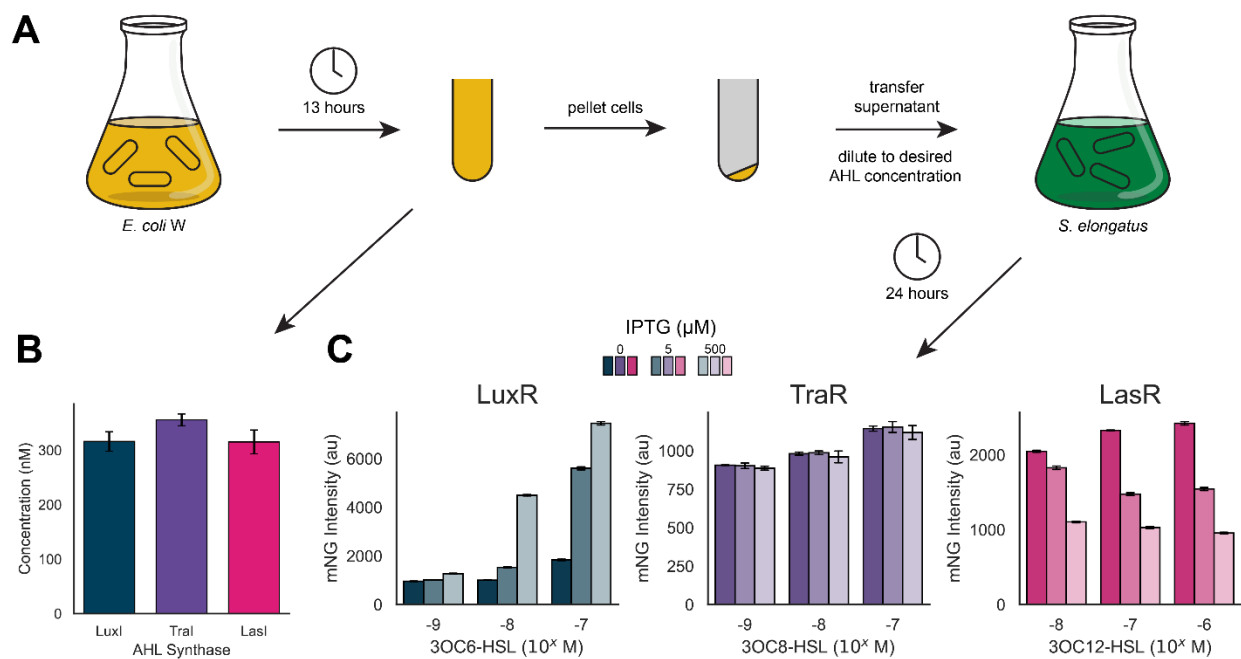 A
13 hours
pellet cells
transfer
supernatant
dilute to desired
AHL concentration
E. coli W
S. elongatus
24 hours
B
Concentration (nM)
300
200
100
0
LuxI
TraI
LasI
AHL Synthase
C
IPTG (µM)
0 5 500
LuxR
mNG Intensity (au)
6000
4000
2000
0
-9 -8 -7
3OC6-HSL (10ˣ M)
TraR
mNG Intensity (au)
1000
750
500
250
0
-9 -8 -7
3OC8-HSL (10ˣ M)
LasR
mNG Intensity (au)
2000
1000
0
-8 -7 -6
3OC12-HSL (10ˣ M)